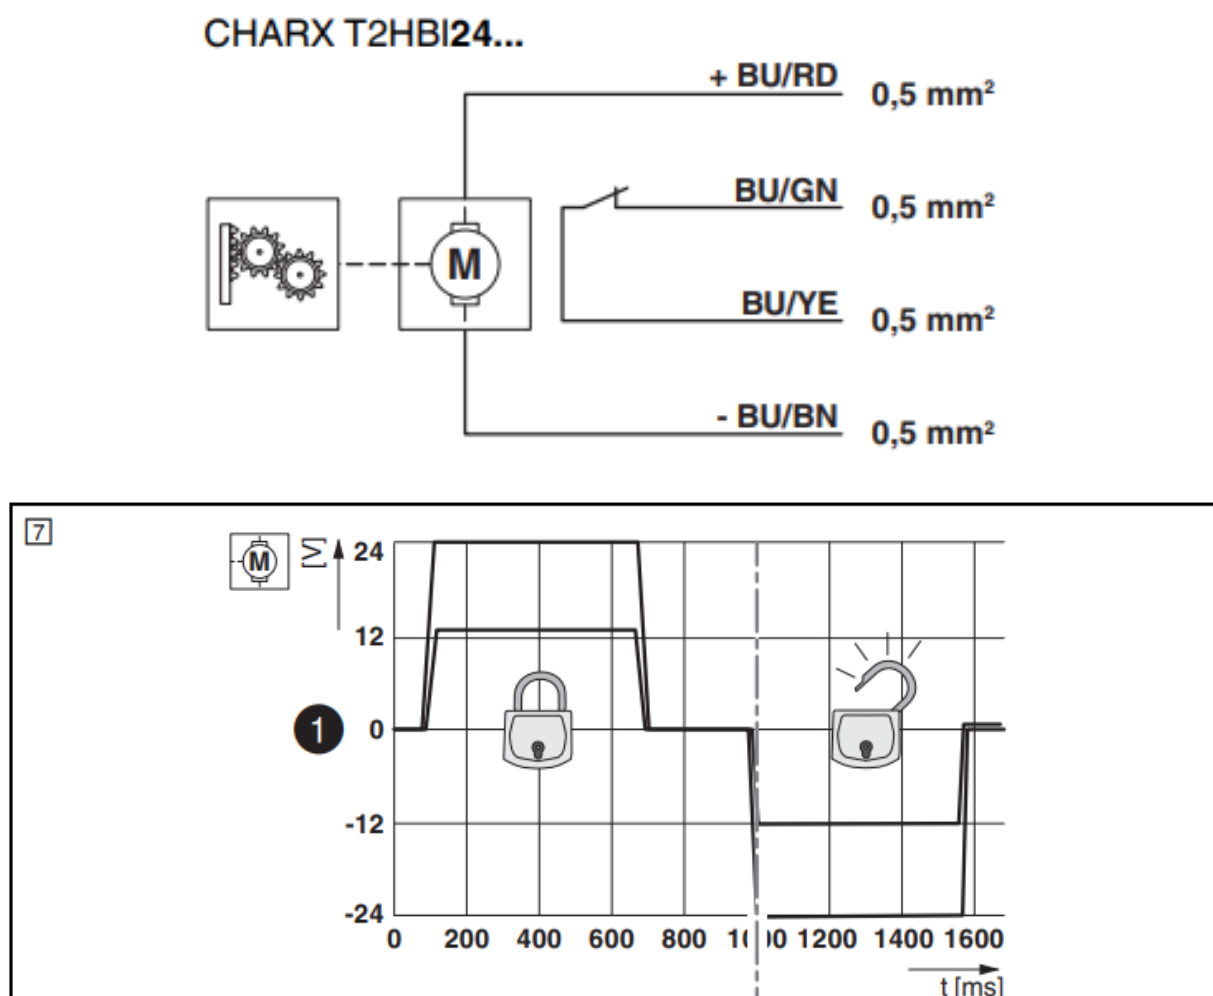 CHARX T2HBI24...
+ BU/RD 0,5 mm²
BU/GN 0,5 mm²
M
BU/YE 0,5 mm²
- BU/BN 0,5 mm²
7
M
[V]
24
12
1
0
-12
-24
0 200 400 600 800 1200 1400 1600
t [ms]